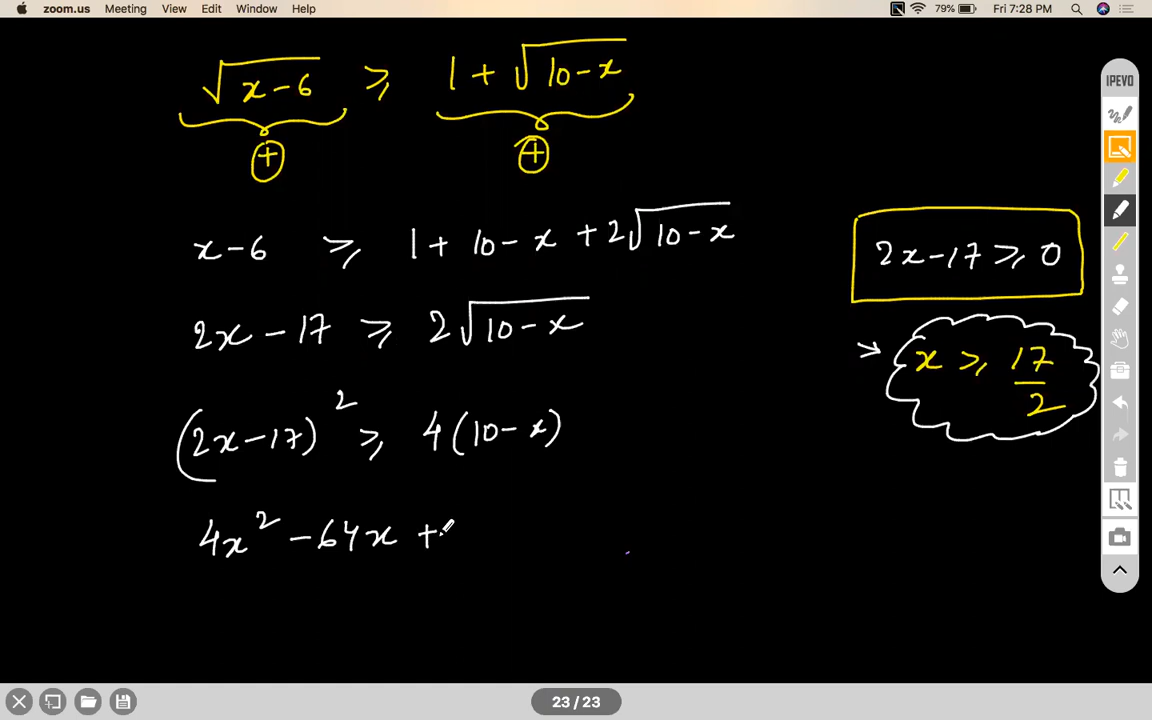 zoom.us Meeting View Edit Window Help 79% Fri 7:28 PM
√(x-6) ≥ 1 + √(10-x)
⊕ ⊕
IPEVO
x-6 ≥ 1 + 10 - x + 2√(10-x)
2x-17 ≥ 0
2x - 17 ≥ 2√(10-x)
→ x ≥ 17/2
(2x-17)² ≥ 4(10-x)
4x² - 64x +
23 / 23